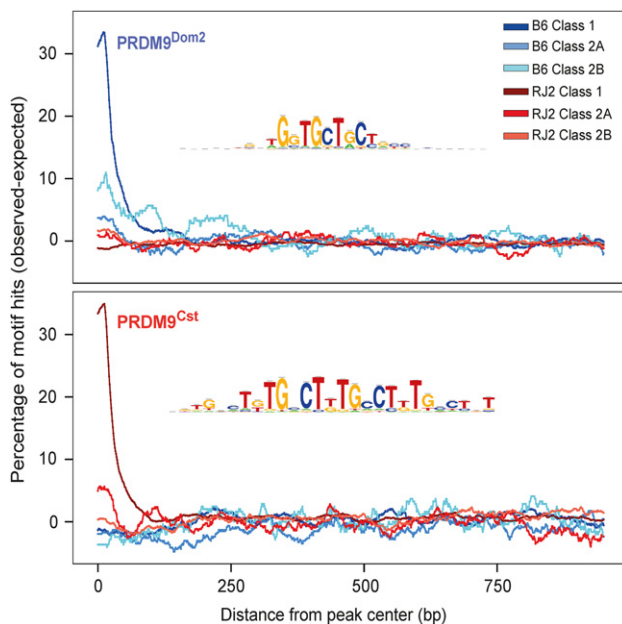 PRDM9Dom2
B6 Class 1
B6 Class 2A
B6 Class 2B
RJ2 Class 1
RJ2 Class 2A
RJ2 Class 2B
30
20
10
0
GGTGCTGCT
PRDM9Cst
30
20
10
0
TGTTGCCTTTGCCTTTG
0
250
500
750
Percentage of motif hits (observed-expected)
Distance from peak center (bp)